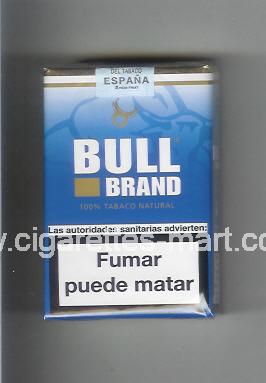 DEL TABACO
ESPAÑA
BULL
BRAND
100% TABACO NATURAL
Las autoridades sanitarias advierten:
www.cigarettes-mart.com
Fumar
puede matar